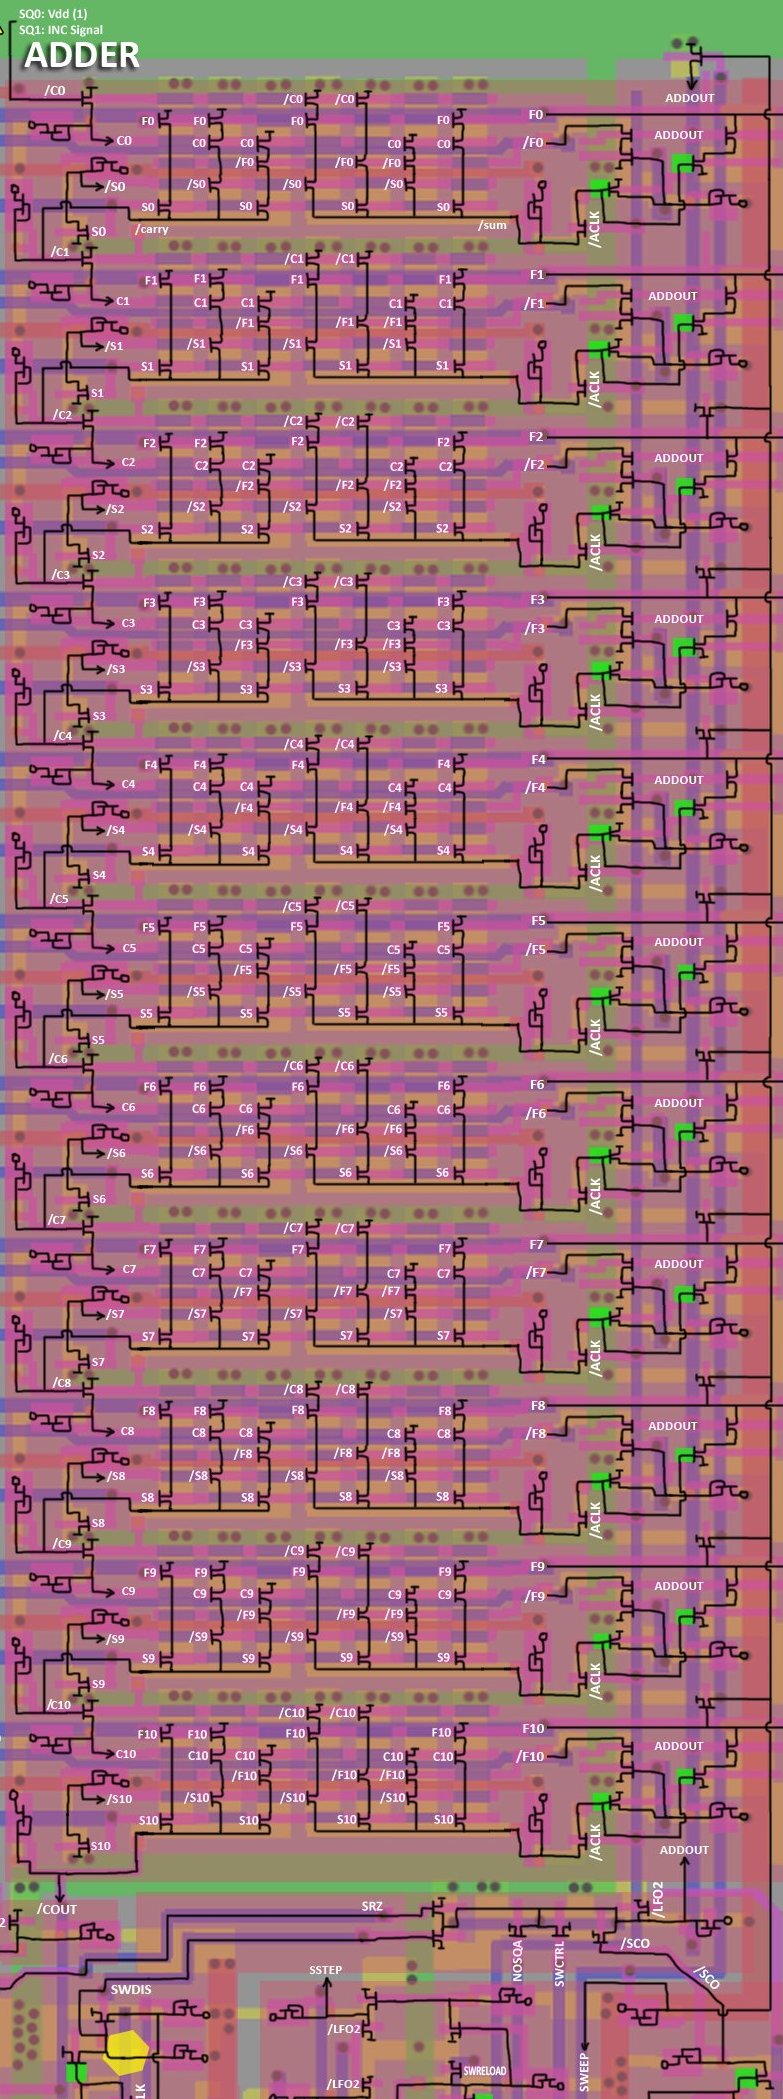 SQ0: Vdd (1)
SQ1: INC Signal
ADDER
/C0
/C0 /C0 ADDOUT
F0 F0 F0 F0 F0
ADDOUT
C0 C0 C0 C0 C0 /F0
/F0 /F0 /F0
/S0 /S0 /S0 /S0
S0 S0 S0 S0
S0 /carry /sum /ACLK
/C1
/C1 /C1
F1 F1 F1 F1 F1
ADDOUT
C1 C1 C1 C1 C1 /F1
/F1 /F1 /F1
/S1 /S1 /S1 /S1
S1 S1 S1 S1
S1 /ACLK
/C2
/C2 /C2
F2 F2 F2 F2 F2
ADDOUT
C2 C2 C2 C2 C2 /F2
/F2 /F2 /F2
/S2 /S2 /S2 /S2
S2 S2 S2 S2
S2 /ACLK
/C3
/C3 /C3
F3 F3 F3 F3 F3
ADDOUT
C3 C3 C3 C3 C3 /F3
/F3 /F3 /F3
/S3 /S3 /S3 /S3
S3 S3 S3 S3
S3 /ACLK
/C4
/C4 /C4
F4 F4 F4 F4 F4
ADDOUT
C4 C4 C4 C4 C4 /F4
/F4 /F4 /F4
/S4 /S4 /S4 /S4
S4 S4 S4 S4
S4 /ACLK
/C5
/C5 /C5
F5 F5 F5 F5 F5
ADDOUT
C5 C5 C5 C5 C5 /F5
/F5 /F5 /F5
/S5 /S5 /S5 /S5
S5 S5 S5 S5
S5 /ACLK
/C6
/C6 /C6
F6 F6 F6 F6 F6
ADDOUT
C6 C6 C6 C6 C6 /F6
/F6 /F6 /F6
/S6 /S6 /S6 /S6
S6 S6 S6 S6
S6 /ACLK
/C7
/C7 /C7
F7 F7 F7 F7 F7
ADDOUT
C7 C7 C7 C7 C7 /F7
/F7 /F7 /F7
/S7 /S7 /S7 /S7
S7 S7 S7 S7
S7 /ACLK
/C8
/C8 /C8
F8 F8 F8 F8 F8
ADDOUT
C8 C8 C8 C8 C8 /F8
/F8 /F8 /F8
/S8 /S8 /S8 /S8
S8 S8 S8 S8
S8 /ACLK
/C9
/C9 /C9
F9 F9 F9 F9 F9
ADDOUT
C9 C9 C9 C9 C9 /F9
/F9 /F9 /F9
/S9 /S9 /S9 /S9
S9 S9 S9 S9
S9 /ACLK
/C10
/C10 /C10
F10 F10 F10 F10 F10
ADDOUT
C10 C10 C10 C10 C10 /F10
/F10 /F10 /F10
/S10 /S10 /S10 /S10
S10 S10 S10 S10
S10 /ACLK
ADDOUT
/COUT SRZ /LFO2
NOSQA SWCTRL /SCO
SSTEP /SCO
SWDIS
/LFO2
SWRELOAD SWEEP
/LFO2